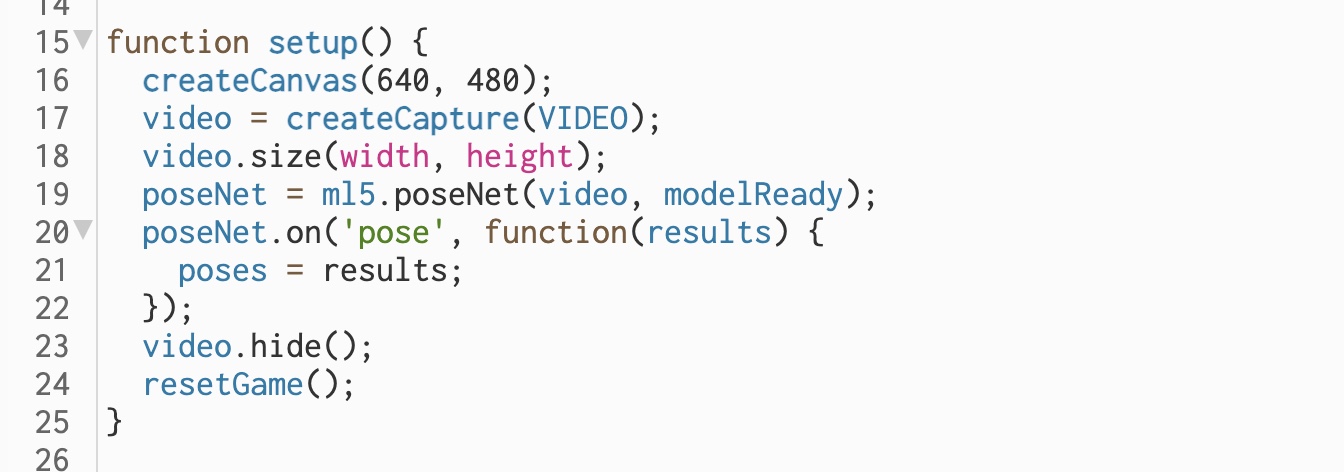 14
15 function setup() {
16   createCanvas(640, 480);
17   video = createCapture(VIDEO);
18   video.size(width, height);
19   poseNet = ml5.poseNet(video, modelReady);
20   poseNet.on('pose', function(results) {
21     poses = results;
22   });
23   video.hide();
24   resetGame();
25 }
26